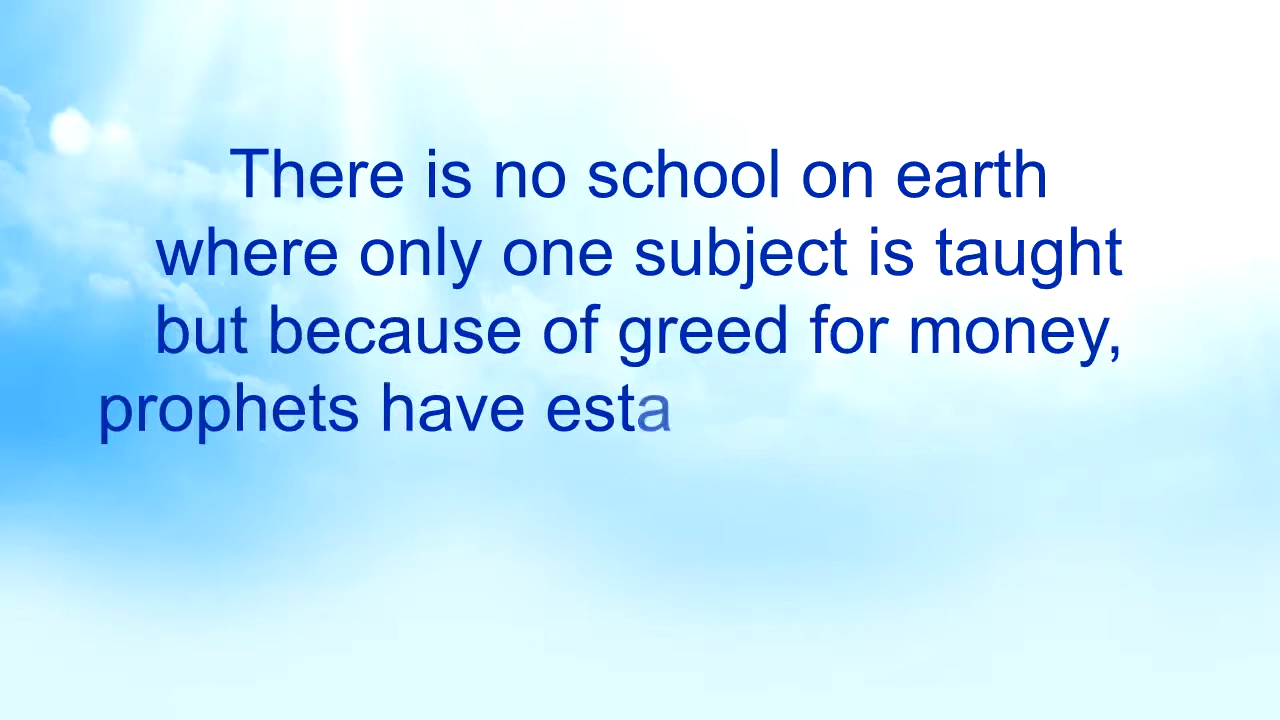 There is no school on earth
where only one subject is taught
but because of greed for money,
prophets have esta